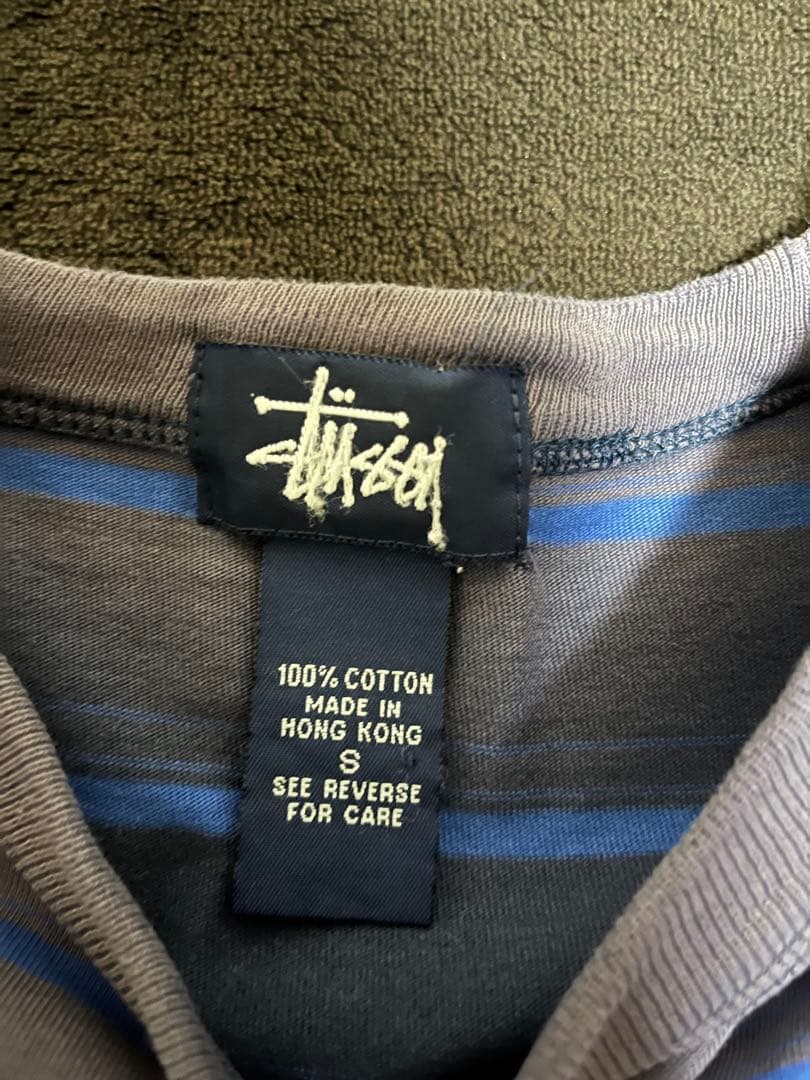 Stüssy
100% COTTON
MADE IN
HONG KONG
S
SEE REVERSE
FOR CARE